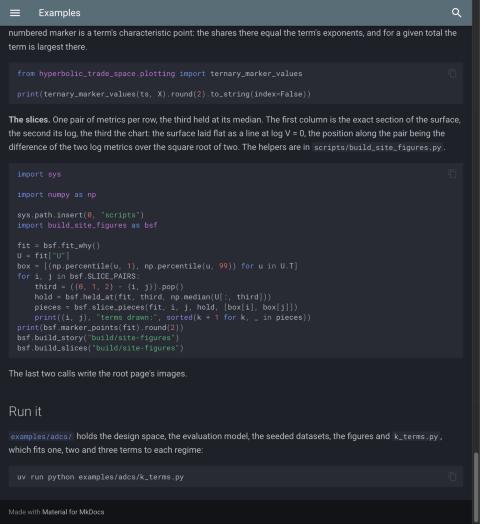 Examples
numbered marker is a term's characteristic point: the shares there equal the term's exponents, and for a given total the
term is largest there.
from hyperbolic_trade_space.plotting import ternary_marker_values
print(ternary_marker_values(ts, X).round(2).to_string(index=False))
The slices. One pair of metrics per row, the third held at its median. The first column is the exact section of the surface,
the second its log, the third the chart: the surface laid flat as a line at log V = 0, the position along the pair being the
difference of the two log metrics over the square root of two. The helpers are in scripts/build_site_figures.py.
import sys
import numpy as np
sys.path.insert(0, "scripts")
import build_site_figures as bsf
fit = bsf.fit_why()
U = fit["U"]
box = [(np.percentile(u, 1), np.percentile(u, 99)) for u in U.T]
for i, j in bsf.SLICE_PAIRS:
    third = ({0, 1, 2} - {i, j}).pop()
    hold = bsf.held_at(fit, third, np.median(U[:, third]))
    pieces = bsf.slice_pieces(fit, i, j, hold, [box[i], box[j]])
    print((i, j), "terms drawn:", sorted(k + 1 for k, _ in pieces))
print(bsf.marker_points(fit).round(2))
bsf.build_story("build/site-figures")
bsf.build_slices("build/site-figures")
The last two calls write the root page's images.
Run it
examples/adcs/ holds the design space, the evaluation model, the seeded datasets, the figures and k_terms.py,
which fits one, two and three terms to each regime:
uv run python examples/adcs/k_terms.py
Made with Material for MkDocs